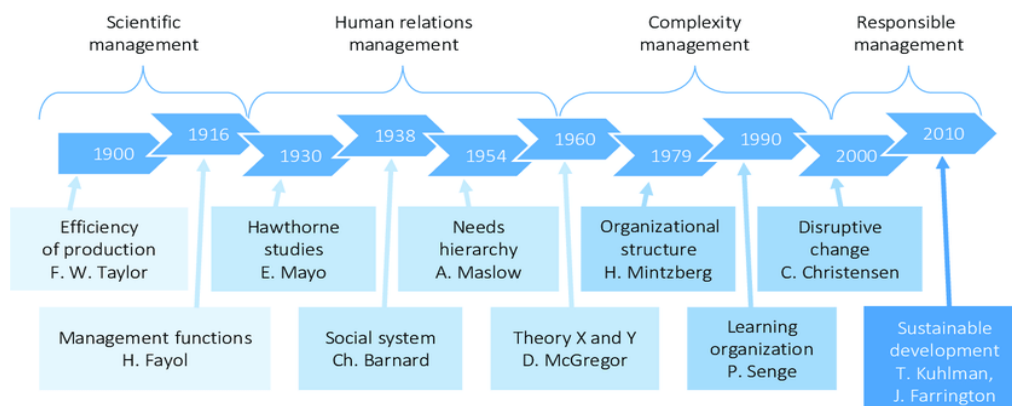 Scientific
management
Human relations
management
Complexity
management
Responsible
management
1900
1916
1930
1938
1954
1960
1979
1990
2000
2010
Efficiency
of production
F. W. Taylor
Hawthorne
studies
E. Mayo
Needs
hierarchy
A. Maslow
Organizational
structure
H. Mintzberg
Disruptive
change
C. Christensen
Management functions
H. Fayol
Social system
Ch. Barnard
Theory X and Y
D. McGregor
Learning
organization
P. Senge
Sustainable
development
T. Kuhlman,
J. Farrington